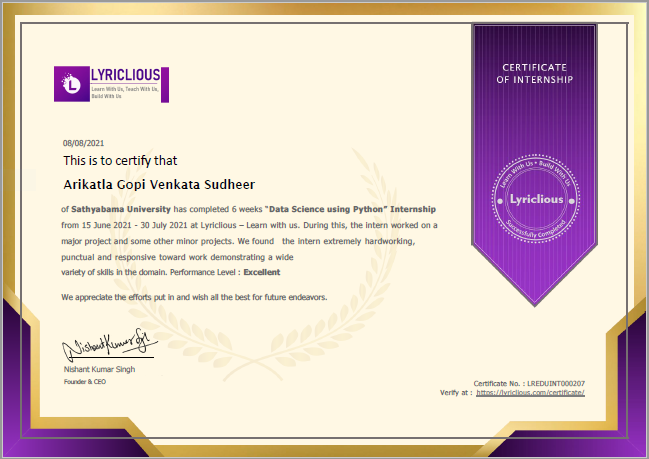 LYRICLIOUS
Learn With Us, Teach With Us,
Build With Us
CERTIFICATE
OF INTERNSHIP
Learn With Us • Build With Us
Lyriclious
Successfully Completed
08/08/2021
This is to certify that
Arikatla Gopi Venkata Sudheer
of Sathyabama University has completed 6 weeks "Data Science using Python" Internship
from 15 June 2021 - 30 July 2021 at Lyriclious – Learn with us. During this, the intern worked on a
major project and some other minor projects. We found the intern extremely hardworking,
punctual and responsive toward work demonstrating a wide
variety of skills in the domain. Performance Level : Excellent
We appreciate the efforts put in and wish all the best for future endeavors.
Nishant Kumar Sgh
Nishant Kumar Singh
Founder & CEO
Certificate No. : LREDUINT000207
Verify at : https://lyriclious.com/certificate/